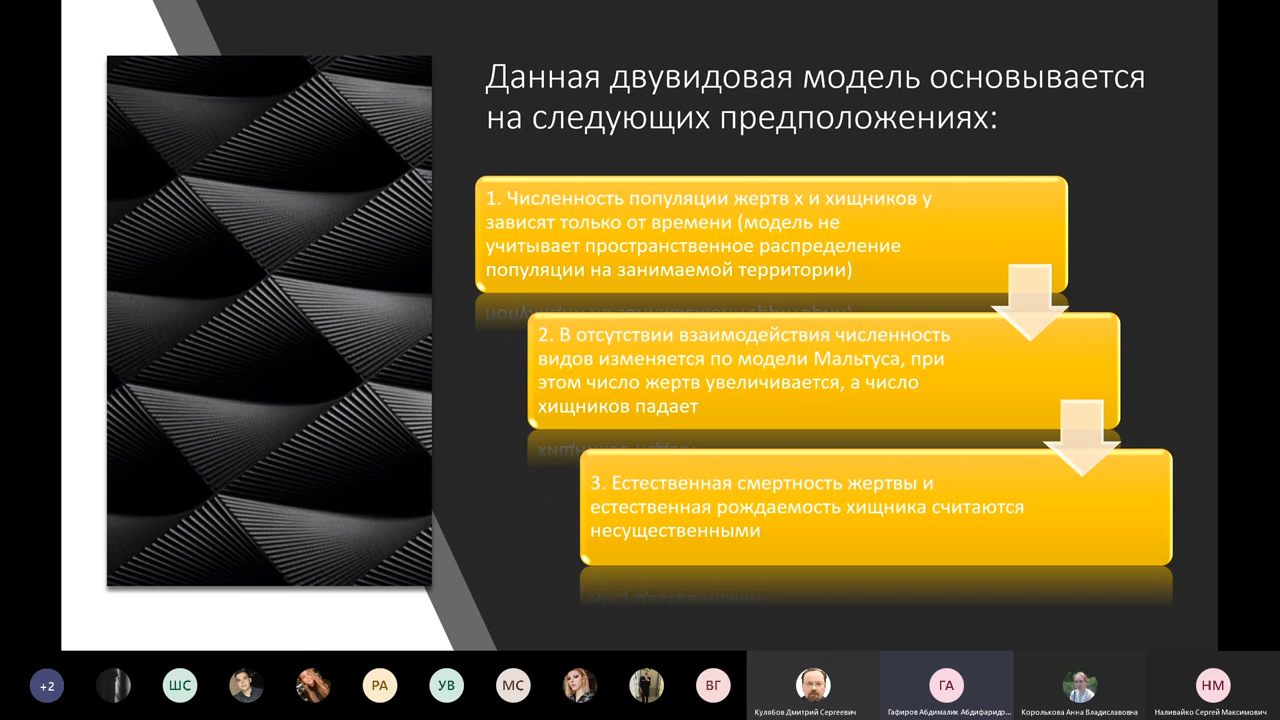 Данная двувидовая модель основывается
на следующих предположениях:
1. Численность популяции жертв x и хищников y
зависят только от времени (модель не
учитывает пространственное распределение
популяции на занимаемой территории)
2. В отсутствии взаимодействия численность
видов изменяется по модели Мальтуса, при
этом число жертв увеличивается, а число
хищников падает
3. Естественная смертность жертвы и
естественная рождаемость хищника считаются
несущественными
+2
ШС
РА
УВ
МС
ВГ
ГА
НМ
Кулябов Дмитрий Сергеевич
Гафиров Абдималик Абдифаридо...
Королькова Анна Владиславовна
Наливайко Сергей Максимович